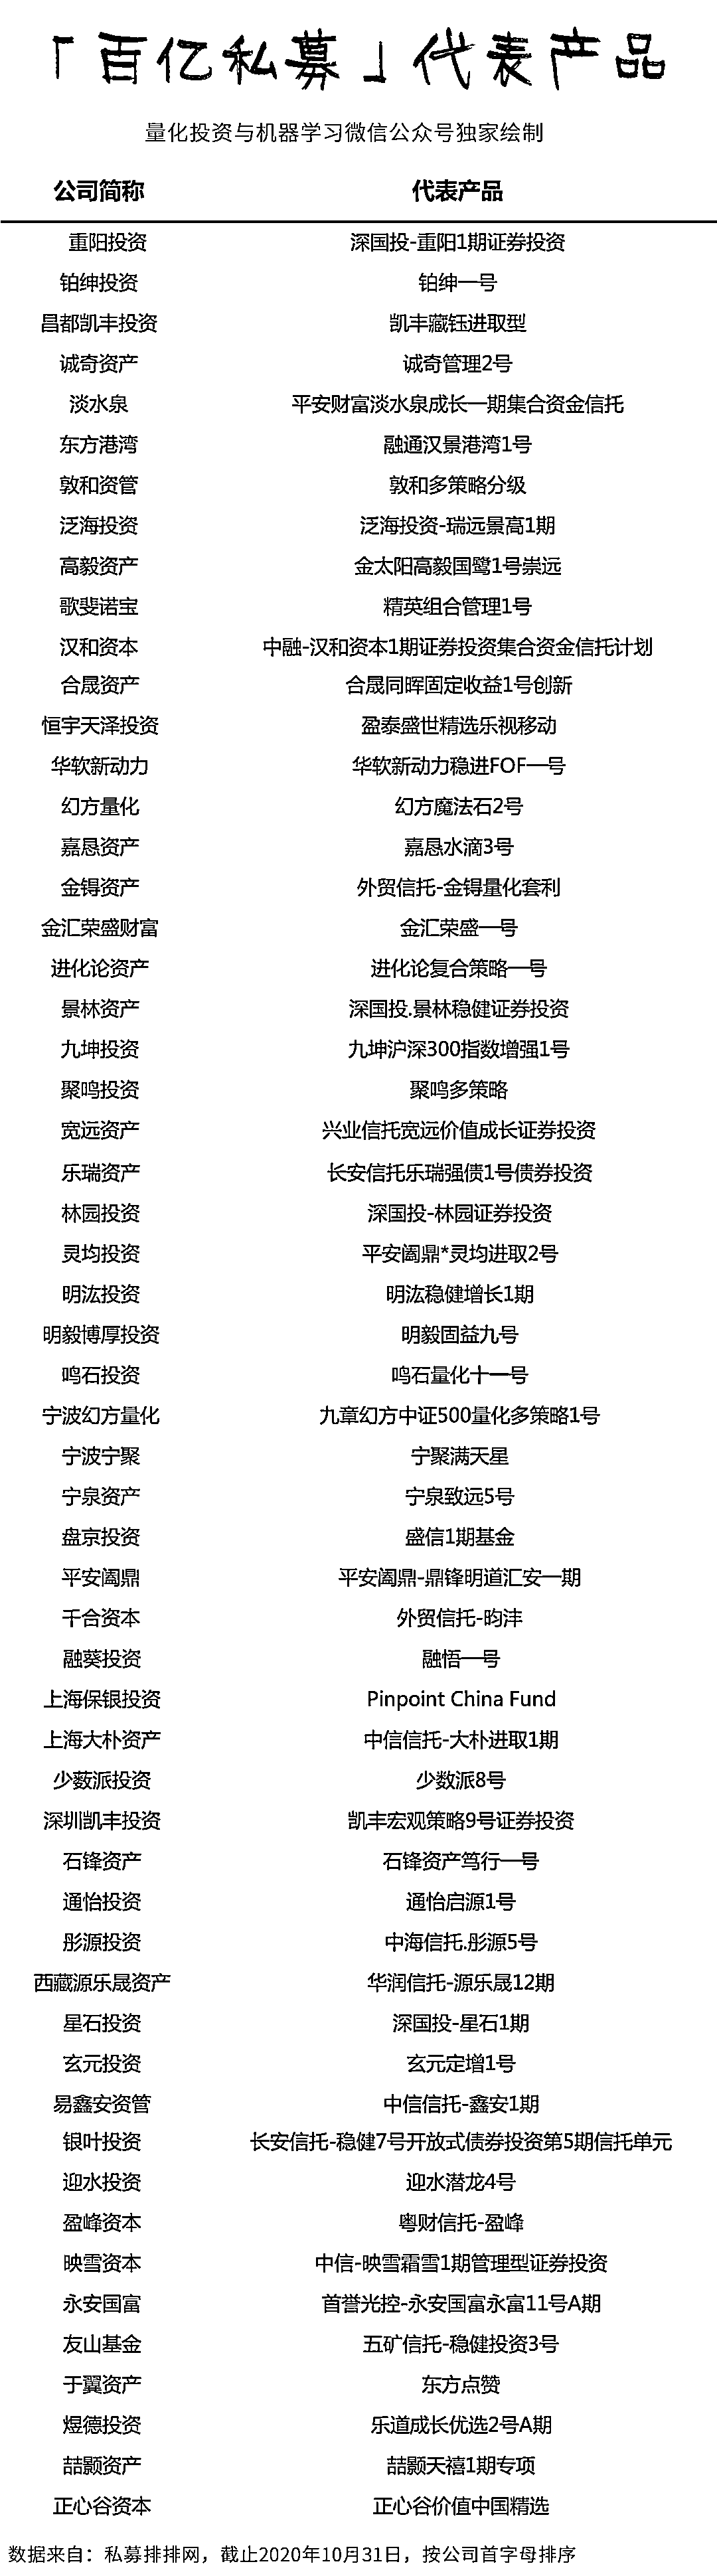 「百亿私募」代表产品
量化投资与机器学习微信公众号独家绘制
公司简称 代表产品
重阳投资 深国投-重阳1期证券投资
铂绅投资 铂绅一号
昌都凯丰投资 凯丰藏钰进取型
诚奇资产 诚奇管理2号
淡水泉 平安财富淡水泉成长一期集合资金信托
东方港湾 融通汉景港湾1号
敦和资管 敦和多策略分级
泛海投资 泛海投资-瑞远景高1期
高毅资产 金太阳高毅国鹭1号崇远
歌斐诺宝 精英组合管理1号
汉和资本 中融-汉和资本1期证券投资集合资金信托计划
合晟资产 合晟同晖固定收益1号创新
恒宇天泽投资 盈泰盛世精选乐视移动
华软新动力 华软新动力稳进FOF一号
幻方量化 幻方魔法石2号
嘉恳资产 嘉恳水滴3号
金锝资产 外贸信托-金锝量化套利
金汇荣盛财富 金汇荣盛一号
进化论资产 进化论复合策略一号
景林资产 深国投.景林稳健证券投资
九坤投资 九坤沪深300指数增强1号
聚鸣投资 聚鸣多策略
宽远资产 兴业信托宽远价值成长证券投资
乐瑞资产 长安信托乐瑞强债1号债券投资
林园投资 深国投-林园证券投资
灵均投资 平安阖鼎*灵均进取2号
明汯投资 明汯稳健增长1期
明毅博厚投资 明毅固益九号
鸣石投资 鸣石量化十一号
宁波幻方量化 九章幻方中证500量化多策略1号
宁波宁聚 宁聚满天星
宁泉资产 宁泉致远5号
盘京投资 盛信1期基金
平安阖鼎 平安阖鼎-鼎锋明道汇安一期
千合资本 外贸信托-昀沣
融葵投资 融悟一号
上海保银投资 Pinpoint China Fund
上海大朴资产 中信信托-大朴进取1期
少薮派投资 少数派8号
深圳凯丰投资 凯丰宏观策略9号证券投资
石锋资产 石锋资产笃行一号
通怡投资 通怡启源1号
彤源投资 中海信托.彤源5号
西藏源乐晟资产 华润信托-源乐晟12期
星石投资 深国投-星石1期
玄元投资 玄元定增1号
易鑫安资管 中信信托-鑫安1期
银叶投资 长安信托-稳健7号开放式债券投资第5期信托单元
迎水投资 迎水潜龙4号
盈峰资本 粤财信托-盈峰
映雪资本 中信-映雪霜雪1期管理型证券投资
永安国富 首誉光控-永安国富永富11号A期
友山基金 五矿信托-稳健投资3号
于翼资产 东方点赞
煜德投资 乐道成长优选2号A期
喆颢资产 喆颢天禧1期专项
正心谷资本 正心谷价值中国精选
数据来自：私募排排网，截止2020年10月31日，按公司首字母排序